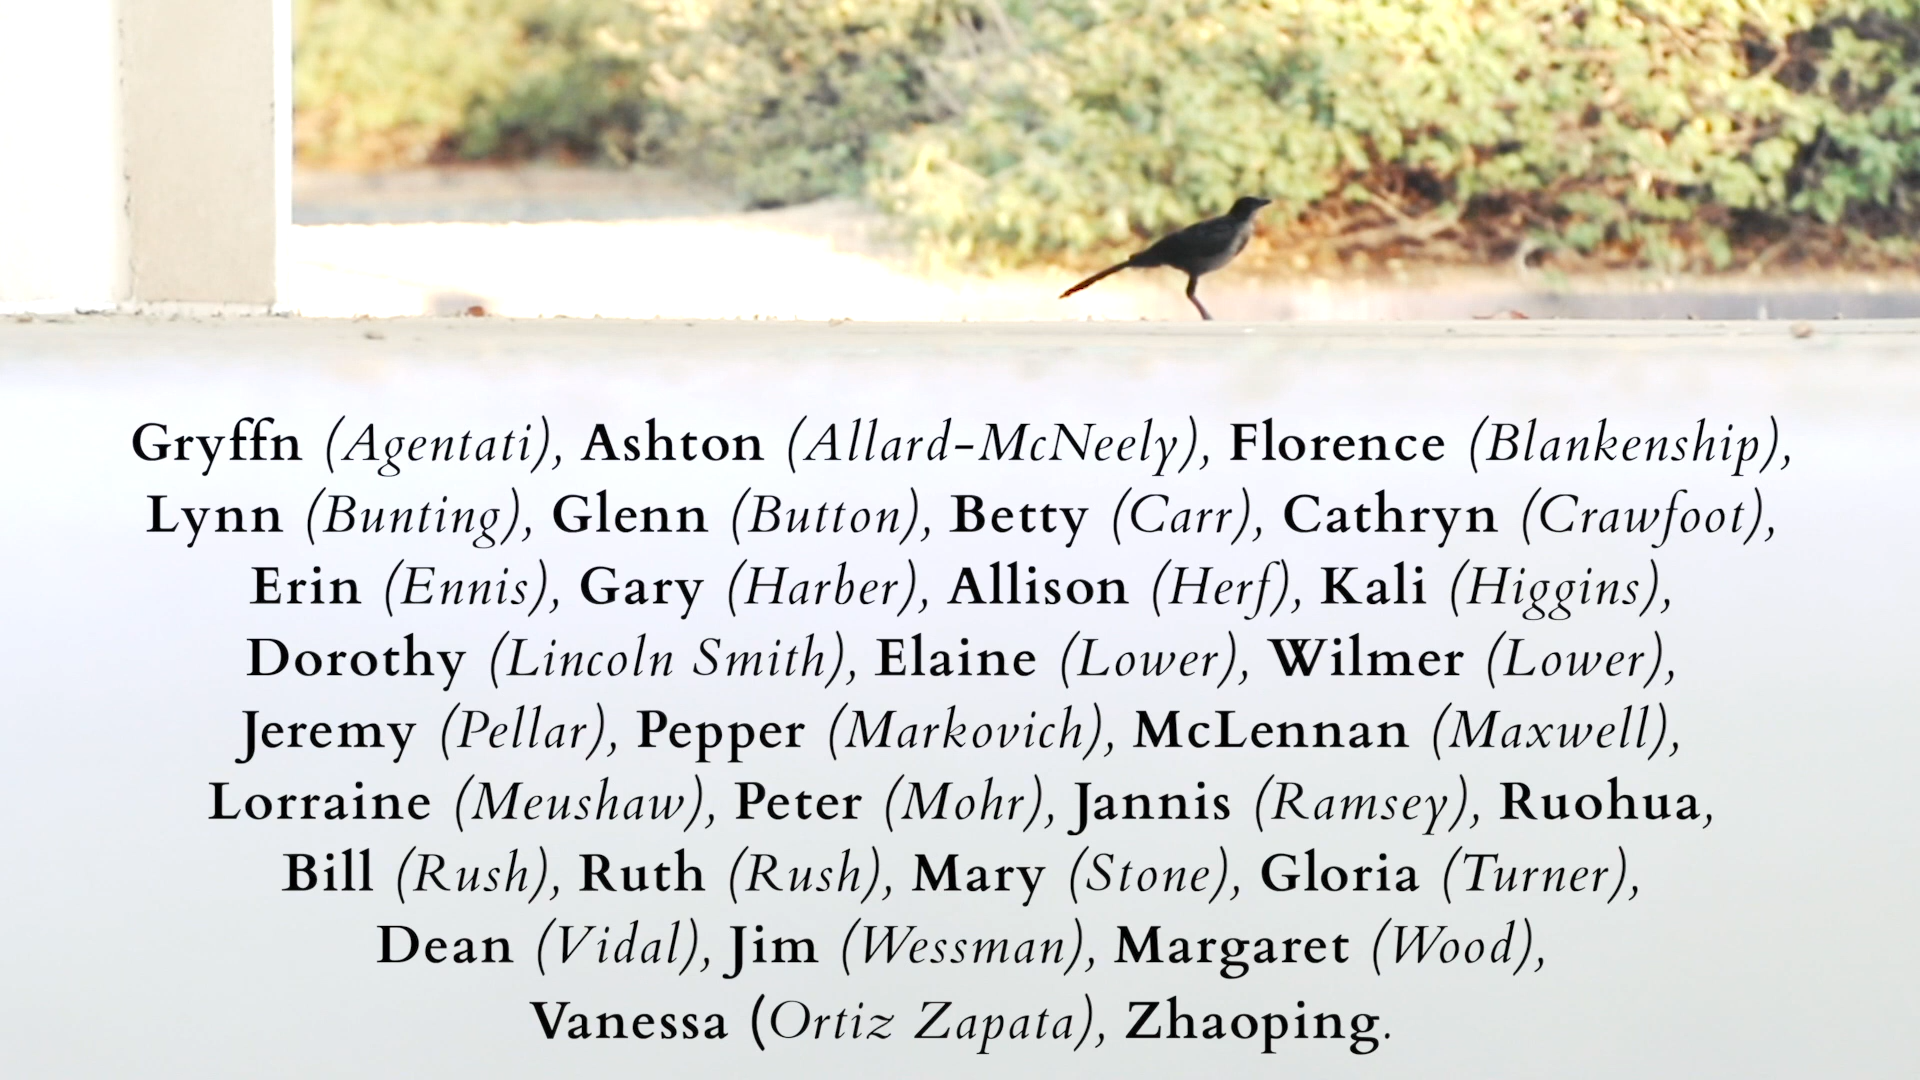 Gryffn (Agentati), Ashton (Allard-McNeely), Florence (Blankenship),
Lynn (Bunting), Glenn (Button), Betty (Carr), Cathryn (Crawfoot),
Erin (Ennis), Gary (Harber), Allison (Herf), Kali (Higgins),
Dorothy (Lincoln Smith), Elaine (Lower), Wilmer (Lower),
Jeremy (Pellar), Pepper (Markovich), McLennan (Maxwell),
Lorraine (Meushaw), Peter (Mohr), Jannis (Ramsey), Ruohua,
Bill (Rush), Ruth (Rush), Mary (Stone), Gloria (Turner),
Dean (Vidal), Jim (Wessman), Margaret (Wood),
Vanessa (Ortiz Zapata), Zhaoping.